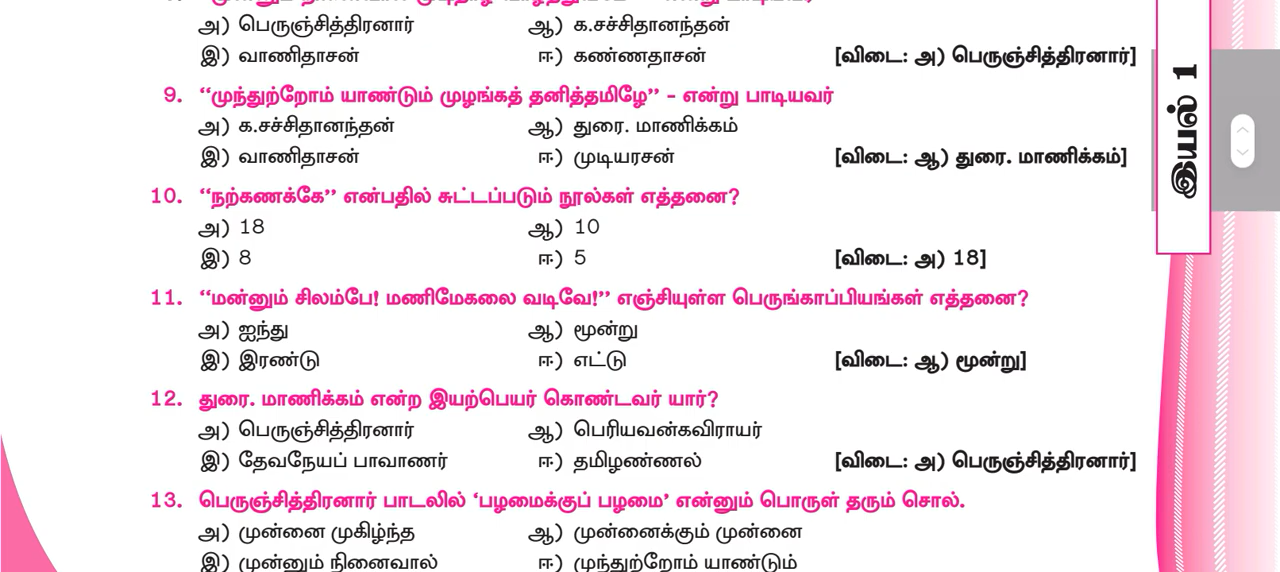 அ) பெருஞ்சித்திரனார் ஆ) க.சச்சிதானந்தன்
இ) வாணிதாசன் ஈ) கண்ணதாசன் [விடை: அ) பெருஞ்சித்திரனார்]
9. “முந்துற்றோம் யாண்டும் முழங்கத் தனித்தமிழே” - என்று பாடியவர்
அ) க.சச்சிதானந்தன் ஆ) துரை. மாணிக்கம்
இ) வாணிதாசன் ஈ) முடியரசன் [விடை: ஆ) துரை. மாணிக்கம்]
10. “நற்கணக்கே” என்பதில் சுட்டப்படும் நூல்கள் எத்தனை?
அ) 18 ஆ) 10
இ) 8 ஈ) 5 [விடை: அ) 18]
11. “மன்னும் சிலம்பே! மணிமேகலை வடிவே!” எஞ்சியுள்ள பெருங்காப்பியங்கள் எத்தனை?
அ) ஐந்து ஆ) மூன்று
இ) இரண்டு ஈ) எட்டு [விடை: ஆ) மூன்று]
12. துரை. மாணிக்கம் என்ற இயற்பெயர் கொண்டவர் யார்?
அ) பெருஞ்சித்திரனார் ஆ) பெரியவன்கவிராயர்
இ) தேவநேயப் பாவாணர் ஈ) தமிழண்ணல் [விடை: அ) பெருஞ்சித்திரனார்]
13. பெருஞ்சித்திரனார் பாடலில் ‘பழமைக்குப் பழமை’ என்னும் பொருள் தரும் சொல்.
அ) முன்னை முகிழ்ந்த ஆ) முன்னைக்கும் முன்னை
இ) முன்னும் நினைவால் ஈ) முந்துற்றோம் யாண்டும்
இயல் 1